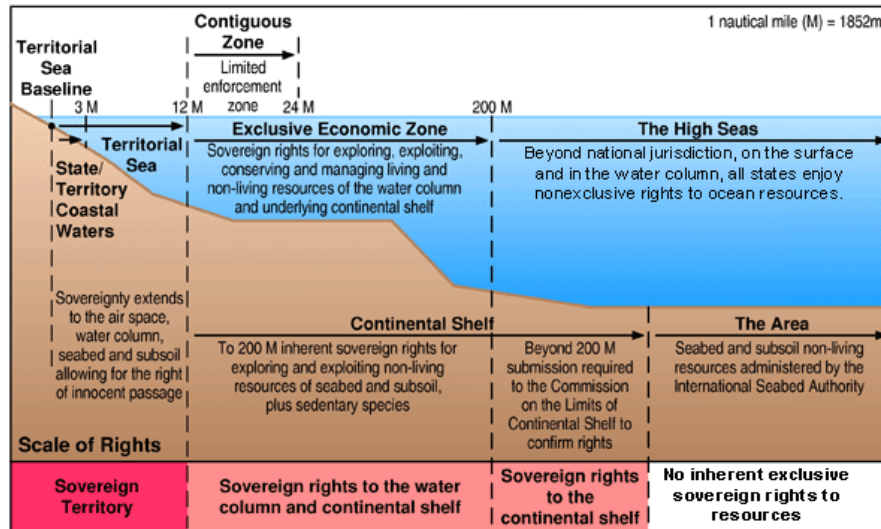 Contiguous
Zone
1 nautical mile (M) = 1852m
Territorial
Sea
Baseline
Limited
enforcement
zone
3 M
12 M
24 M
200 M
Exclusive Economic Zone
Sovereign rights for exploring, exploiting,
conserving and managing living and
non-living resources of the water column
and underlying continental shelf
The High Seas
Beyond national jurisdiction, on the surface
and in the water column, all states enjoy
nonexclusive rights to ocean resources.
Territorial
Sea
State/
Territory
Coastal
Waters
Sovereignty extends
to the air space,
water column,
seabed and subsoil
allowing for the right
of innocent passage
Continental Shelf
To 200 M inherent sovereign rights for
exploring and exploiting non-living
resources of seabed and subsoil,
plus sedentary species
Beyond 200 M
submission required
to the Commission
on the Limits of
Continental Shelf to
confirm rights
The Area
Seabed and subsoil non-living
resources administered by the
International Seabed Authority
Scale of Rights
Sovereign
Territory
Sovereign rights to the water
column and continental shelf
Sovereign rights
to the
continental shelf
No inherent exclusive
sovereign rights to
resources